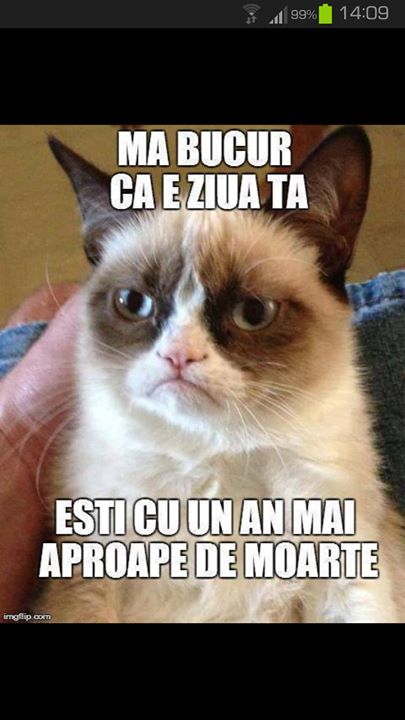 99% 14:09
MA BUCUR
CA E ZIUA TA
ESTI CU UN AN MAI
APROAPE DE MOARTE
imgflip.com